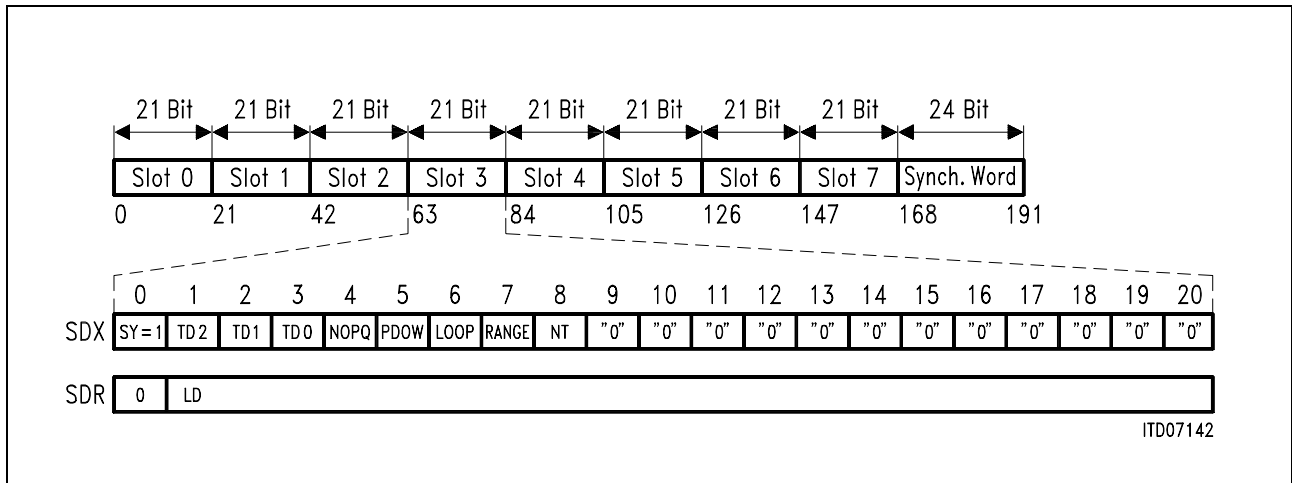 21 Bit 21 Bit 21 Bit 21 Bit 21 Bit 21 Bit 21 Bit 21 Bit 24 Bit
Slot 0 Slot 1 Slot 2 Slot 3 Slot 4 Slot 5 Slot 6 Slot 7 Synch. Word
0 21 42 63 84 105 126 147 168 191
0 1 2 3 4 5 6 7 8 9 10 11 12 13 14 15 16 17 18 19 20
SDX SY=1 TD2 TD1 TD0 NOPQ PDOW LOOP RANGE NT "0" "0" "0" "0" "0" "0" "0" "0" "0" "0" "0" "0"
SDR 0 LD
ITD07142